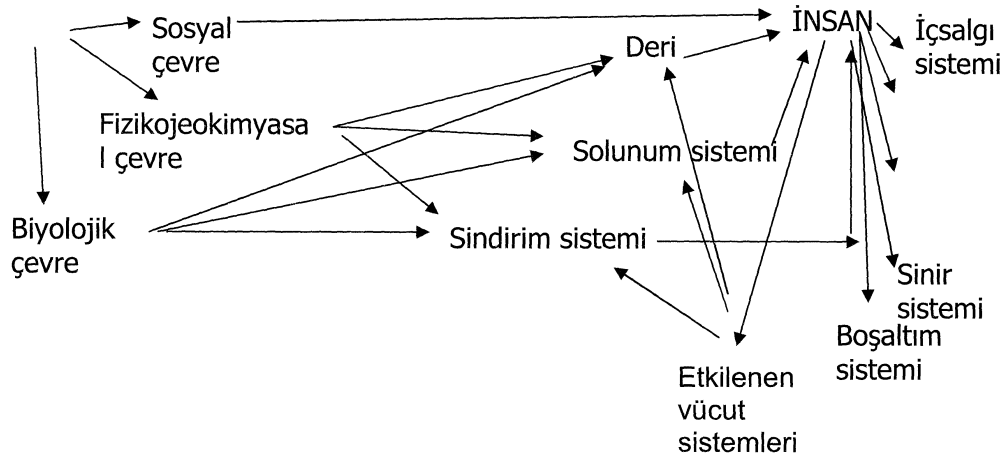 Sosyal
çevre
Deri
İNSAN
İçsalgı
sistemi
Fizikojeokimyasa
l çevre
Solunum sistemi
Biyolojik
çevre
Sindirim sistemi
Sinir
sistemi
Boşaltım
sistemi
Etkilenen
vücut
sistemleri